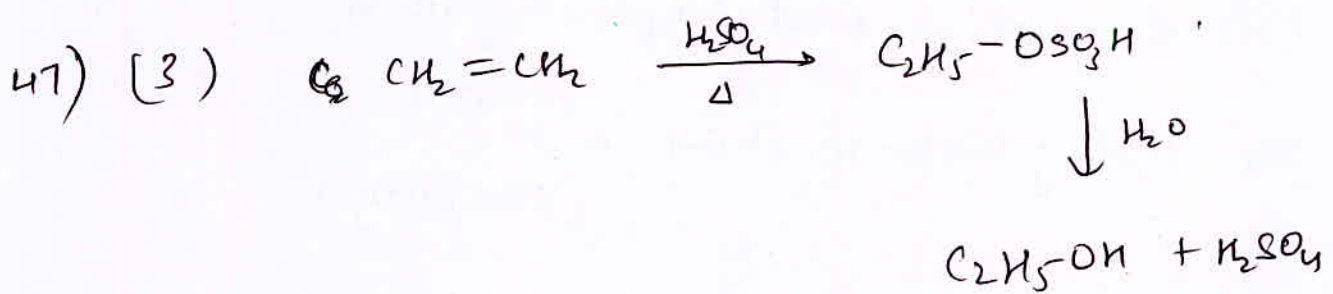 47) (3) CH₂=CH₂ H₂SO₄ Δ C₂H₅-OSO₃H
↓ H₂O
C₂H₅-OH + H₂SO₄